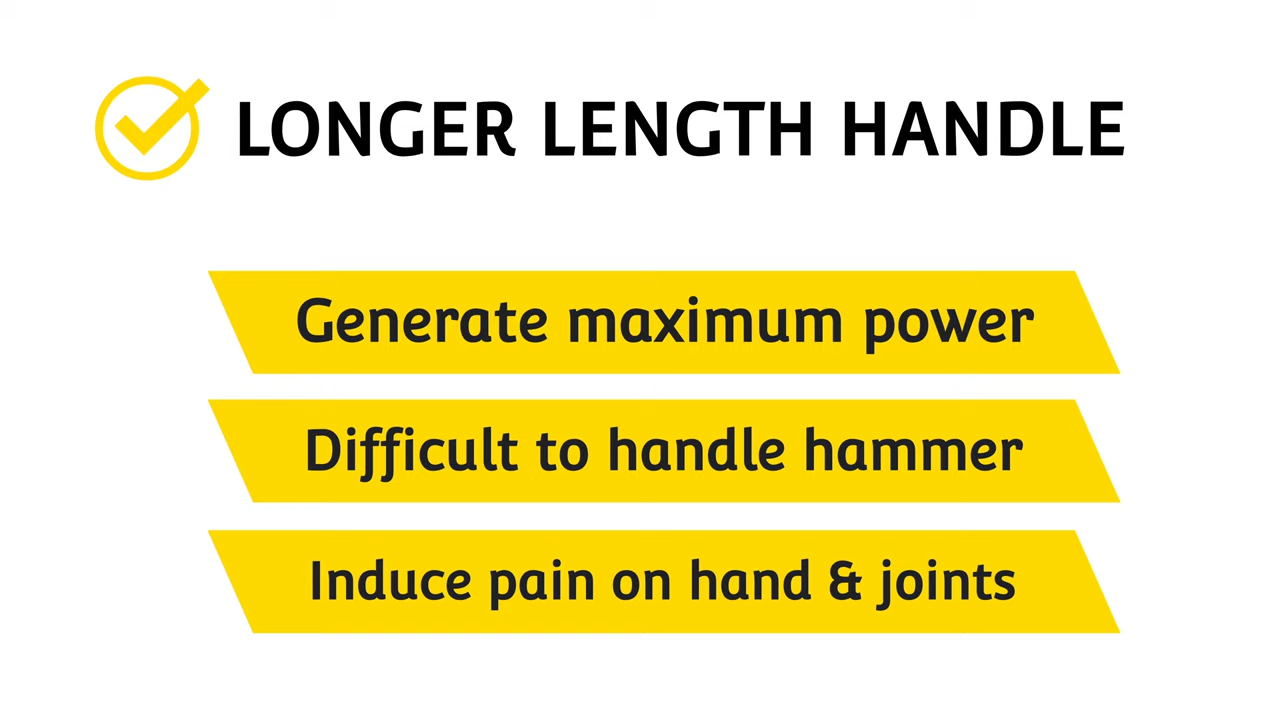 LONGER LENGTH HANDLE
Generate maximum power
Difficult to handle hammer
Induce pain on hand & joints